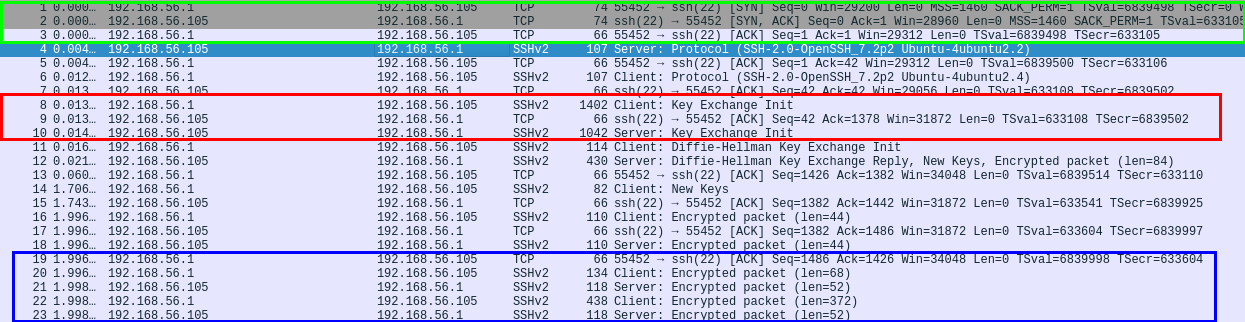 1 0.000… 192.168.56.1 192.168.56.105 TCP 74 55452 → ssh(22) [SYN] Seq=0 Win=29200 Len=0 MSS=1460 SACK_PERM=1 TSval=6839498 TSecr=0 W
2 0.000… 192.168.56.105 192.168.56.1 TCP 74 ssh(22) → 55452 [SYN, ACK] Seq=0 Ack=1 Win=28960 Len=0 MSS=1460 SACK_PERM=1 TSval=633105
3 0.000… 192.168.56.1 192.168.56.105 TCP 66 55452 → ssh(22) [ACK] Seq=1 Ack=1 Win=29312 Len=0 TSval=6839498 TSecr=633105
4 0.004… 192.168.56.105 192.168.56.1 SSHv2 107 Server: Protocol (SSH-2.0-OpenSSH_7.2p2 Ubuntu-4ubuntu2.2)
5 0.004… 192.168.56.1 192.168.56.105 TCP 66 55452 → ssh(22) [ACK] Seq=1 Ack=42 Win=29312 Len=0 TSval=6839500 TSecr=633106
6 0.012… 192.168.56.1 192.168.56.105 SSHv2 107 Client: Protocol (SSH-2.0-OpenSSH_7.2p2 Ubuntu-4ubuntu2.4)
7 0.013… 192.168.56.105 192.168.56.1 TCP 66 ssh(22) → 55452 [ACK] Seq=42 Ack=42 Win=29056 Len=0 TSval=633108 TSecr=6839502
8 0.013… 192.168.56.1 192.168.56.105 SSHv2 1402 Client: Key Exchange Init
9 0.013… 192.168.56.105 192.168.56.1 TCP 66 ssh(22) → 55452 [ACK] Seq=42 Ack=1378 Win=31872 Len=0 TSval=633108 TSecr=6839502
10 0.014… 192.168.56.105 192.168.56.1 SSHv2 1042 Server: Key Exchange Init
11 0.016… 192.168.56.1 192.168.56.105 SSHv2 114 Client: Diffie-Hellman Key Exchange Init
12 0.021… 192.168.56.105 192.168.56.1 SSHv2 430 Server: Diffie-Hellman Key Exchange Reply, New Keys, Encrypted packet (len=84)
13 0.060… 192.168.56.1 192.168.56.105 TCP 66 55452 → ssh(22) [ACK] Seq=1426 Ack=1382 Win=34048 Len=0 TSval=6839514 TSecr=633110
14 1.706… 192.168.56.1 192.168.56.105 SSHv2 82 Client: New Keys
15 1.743… 192.168.56.105 192.168.56.1 TCP 66 ssh(22) → 55452 [ACK] Seq=1382 Ack=1442 Win=31872 Len=0 TSval=633541 TSecr=6839925
16 1.996… 192.168.56.1 192.168.56.105 SSHv2 110 Client: Encrypted packet (len=44)
17 1.996… 192.168.56.105 192.168.56.1 TCP 66 ssh(22) → 55452 [ACK] Seq=1382 Ack=1486 Win=31872 Len=0 TSval=633604 TSecr=6839997
18 1.996… 192.168.56.105 192.168.56.1 SSHv2 110 Server: Encrypted packet (len=44)
19 1.996… 192.168.56.1 192.168.56.105 TCP 66 55452 → ssh(22) [ACK] Seq=1486 Ack=1426 Win=34048 Len=0 TSval=6839998 TSecr=633604
20 1.996… 192.168.56.1 192.168.56.105 SSHv2 134 Client: Encrypted packet (len=68)
21 1.998… 192.168.56.105 192.168.56.1 SSHv2 118 Server: Encrypted packet (len=52)
22 1.998… 192.168.56.1 192.168.56.105 SSHv2 438 Client: Encrypted packet (len=372)
23 1.998… 192.168.56.105 192.168.56.1 SSHv2 118 Server: Encrypted packet (len=52)